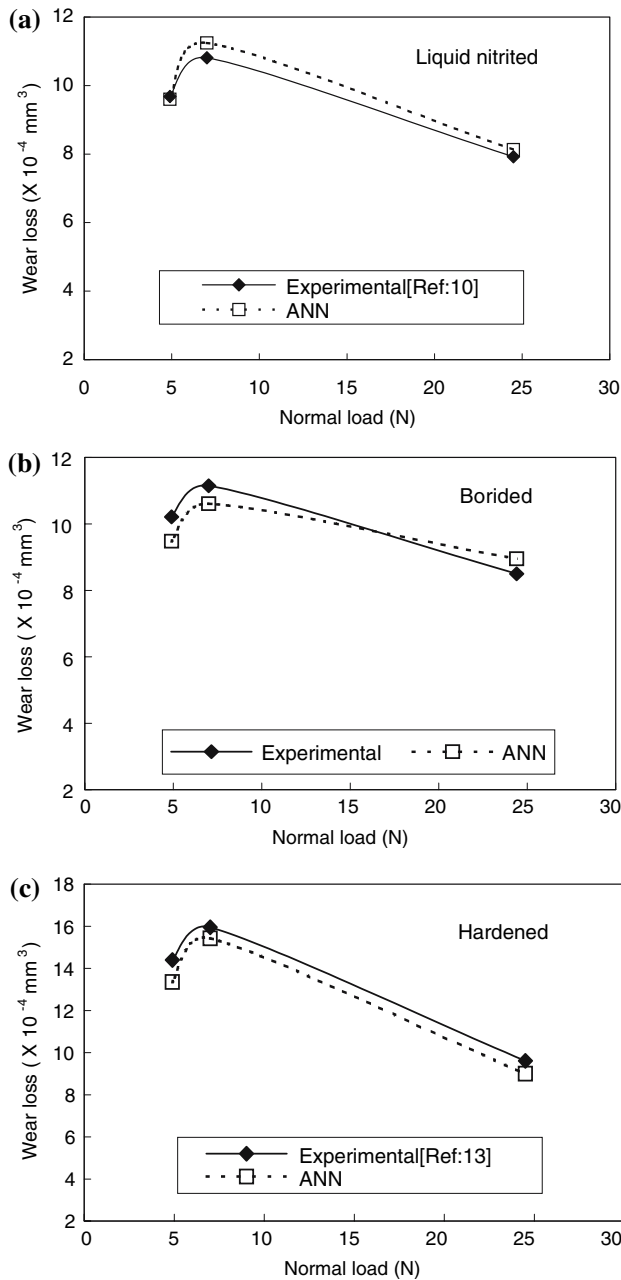 (a)
12
10
8
6
4
2
Wear loss (X 10⁻⁴ mm³)
Liquid nitrited
Experimental[Ref:10]
ANN
0 5 10 15 20 25 30
Normal load (N)
(b)
12
10
8
6
4
2
Wear loss ( X 10⁻⁴ mm³)
Borided
Experimental ANN
0 5 10 15 20 25 30
Normal load (N)
(c)
18
16
14
12
10
8
6
4
2
Wear loss ( X 10⁻⁴ mm³)
Hardened
Experimental[Ref:13]
ANN
0 5 10 15 20 25 30
Normal load (N)